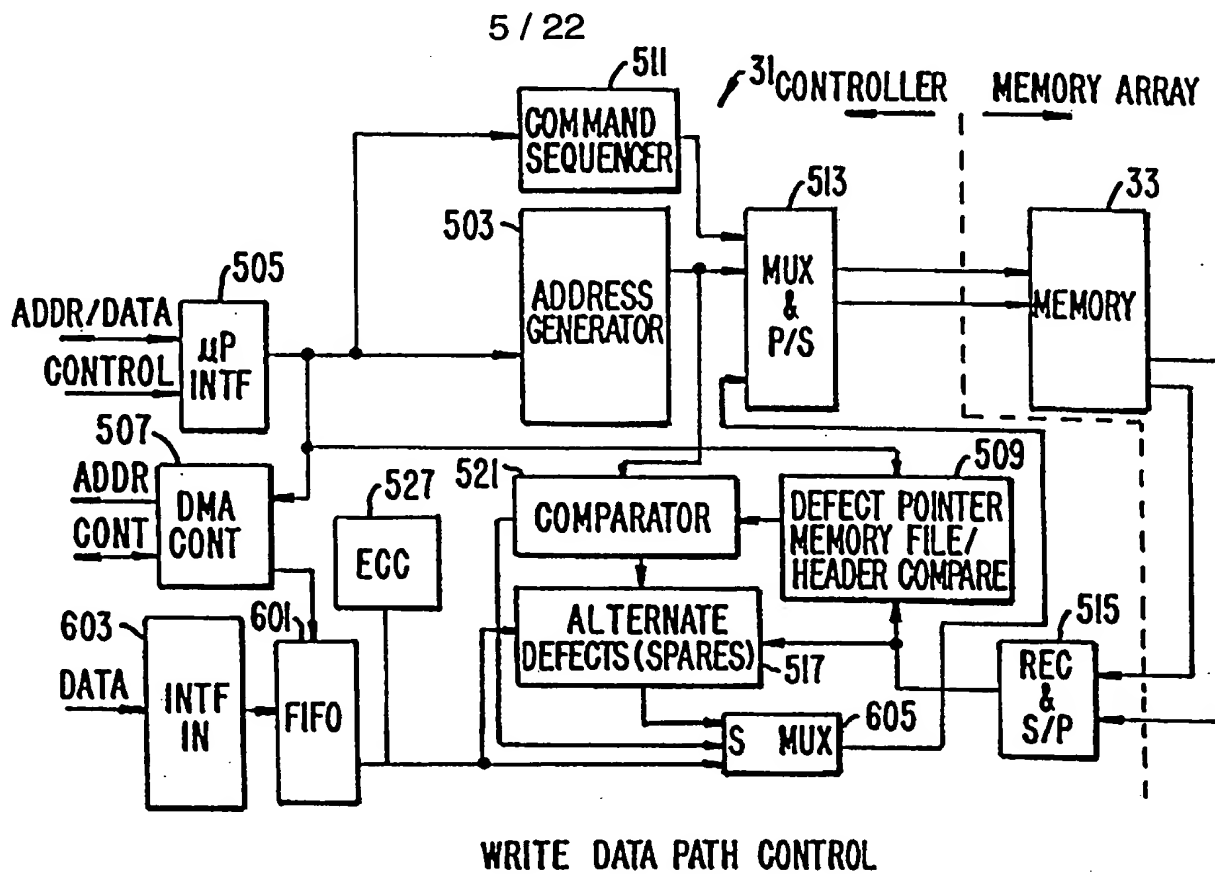 5 / 22
511
31
CONTROLLER
MEMORY ARRAY
COMMAND
SEQUENCER
513
33
503
505
ADDRESS
GENERATOR
MUX
&
P/S
MEMORY
ADDR/DATA
CONTROL
µP
INTF
507
ADDR
CONT
DMA
CONT
527
ECC
521
COMPARATOR
509
DEFECT POINTER
MEMORY FILE/
HEADER COMPARE
603
601
ALTERNATE
DEFECTS (SPARES)
517
515
REC
&
S/P
DATA
INTF
IN
FIFO
605
S MUX
WRITE DATA PATH CONTROL